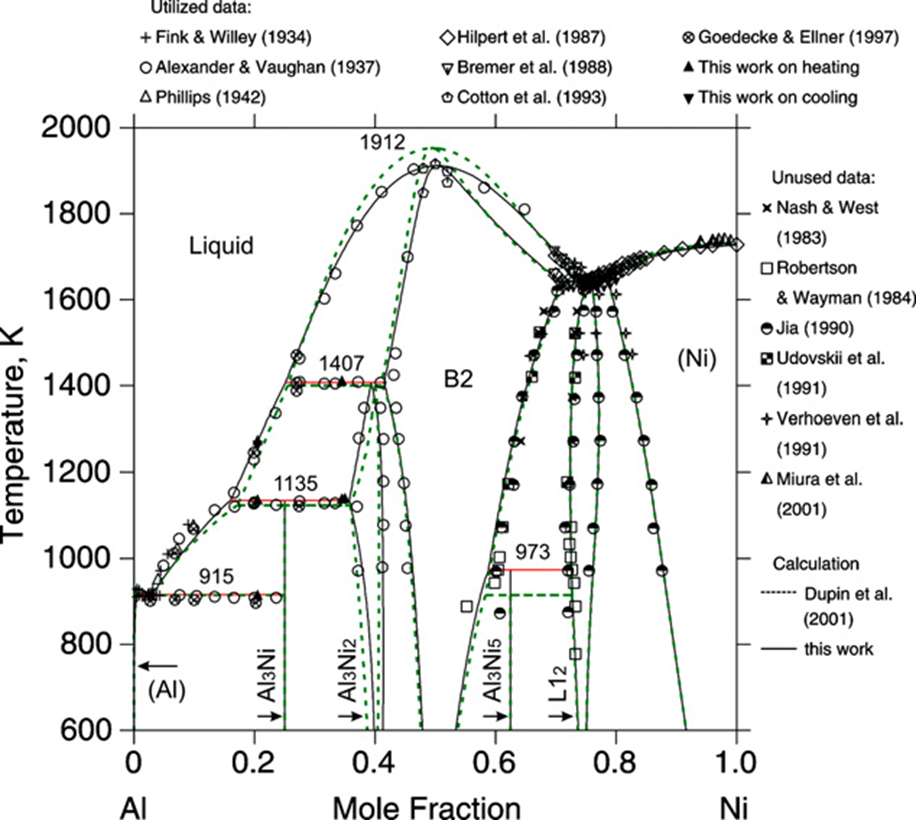 Utilized data:
+ Fink & Willey (1934)
Alexander & Vaughan (1937)
Phillips (1942)
Hilpert et al. (1987)
Bremer et al. (1988)
Cotton et al. (1993)
Goedecke & Ellner (1997)
This work on heating
This work on cooling
Temperature, K
2000
1800
1600
1400
1200
1000
800
600
1912
Liquid
1407
B2
(Ni)
1135
973
915
(Al)
Al3Ni
Al3Ni2
Al3Ni5
L12
0
0.2
0.4
0.6
0.8
1.0
Al
Mole Fraction
Ni
Unused data:
Nash & West
(1983)
Robertson
& Wayman (1984)
Jia (1990)
Udovskii et al.
(1991)
Verhoeven et al.
(1991)
Miura et al.
(2001)
Calculation
Dupin et al.
(2001)
this work